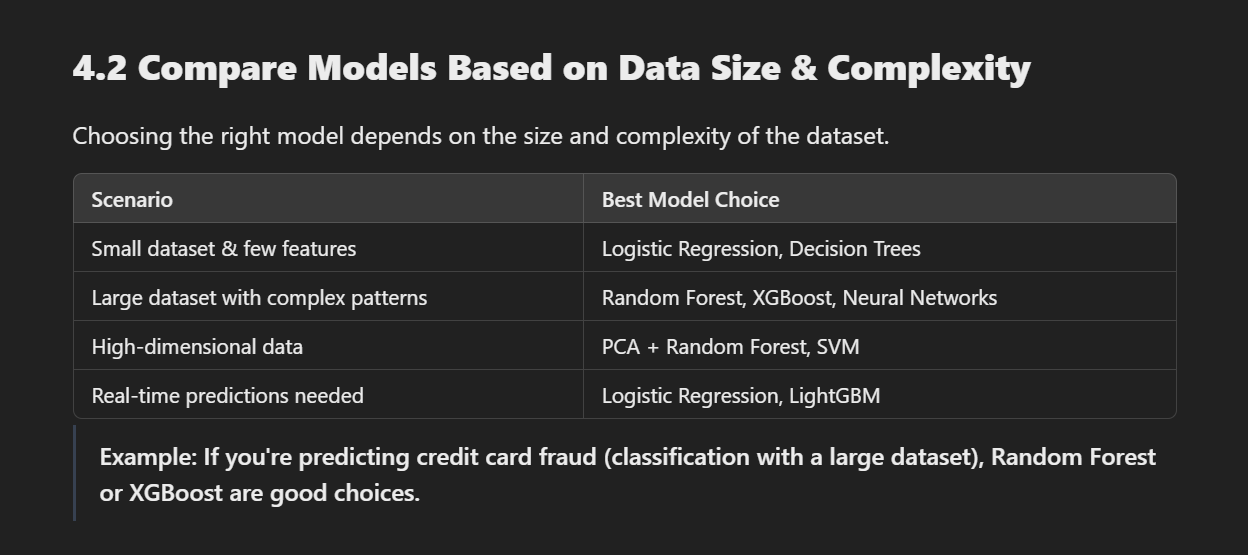 4.2 Compare Models Based on Data Size & Complexity
Choosing the right model depends on the size and complexity of the dataset.
Scenario Best Model Choice
Small dataset & few features Logistic Regression, Decision Trees
Large dataset with complex patterns Random Forest, XGBoost, Neural Networks
High-dimensional data PCA + Random Forest, SVM
Real-time predictions needed Logistic Regression, LightGBM
Example: If you're predicting credit card fraud (classification with a large dataset), Random Forest
or XGBoost are good choices.